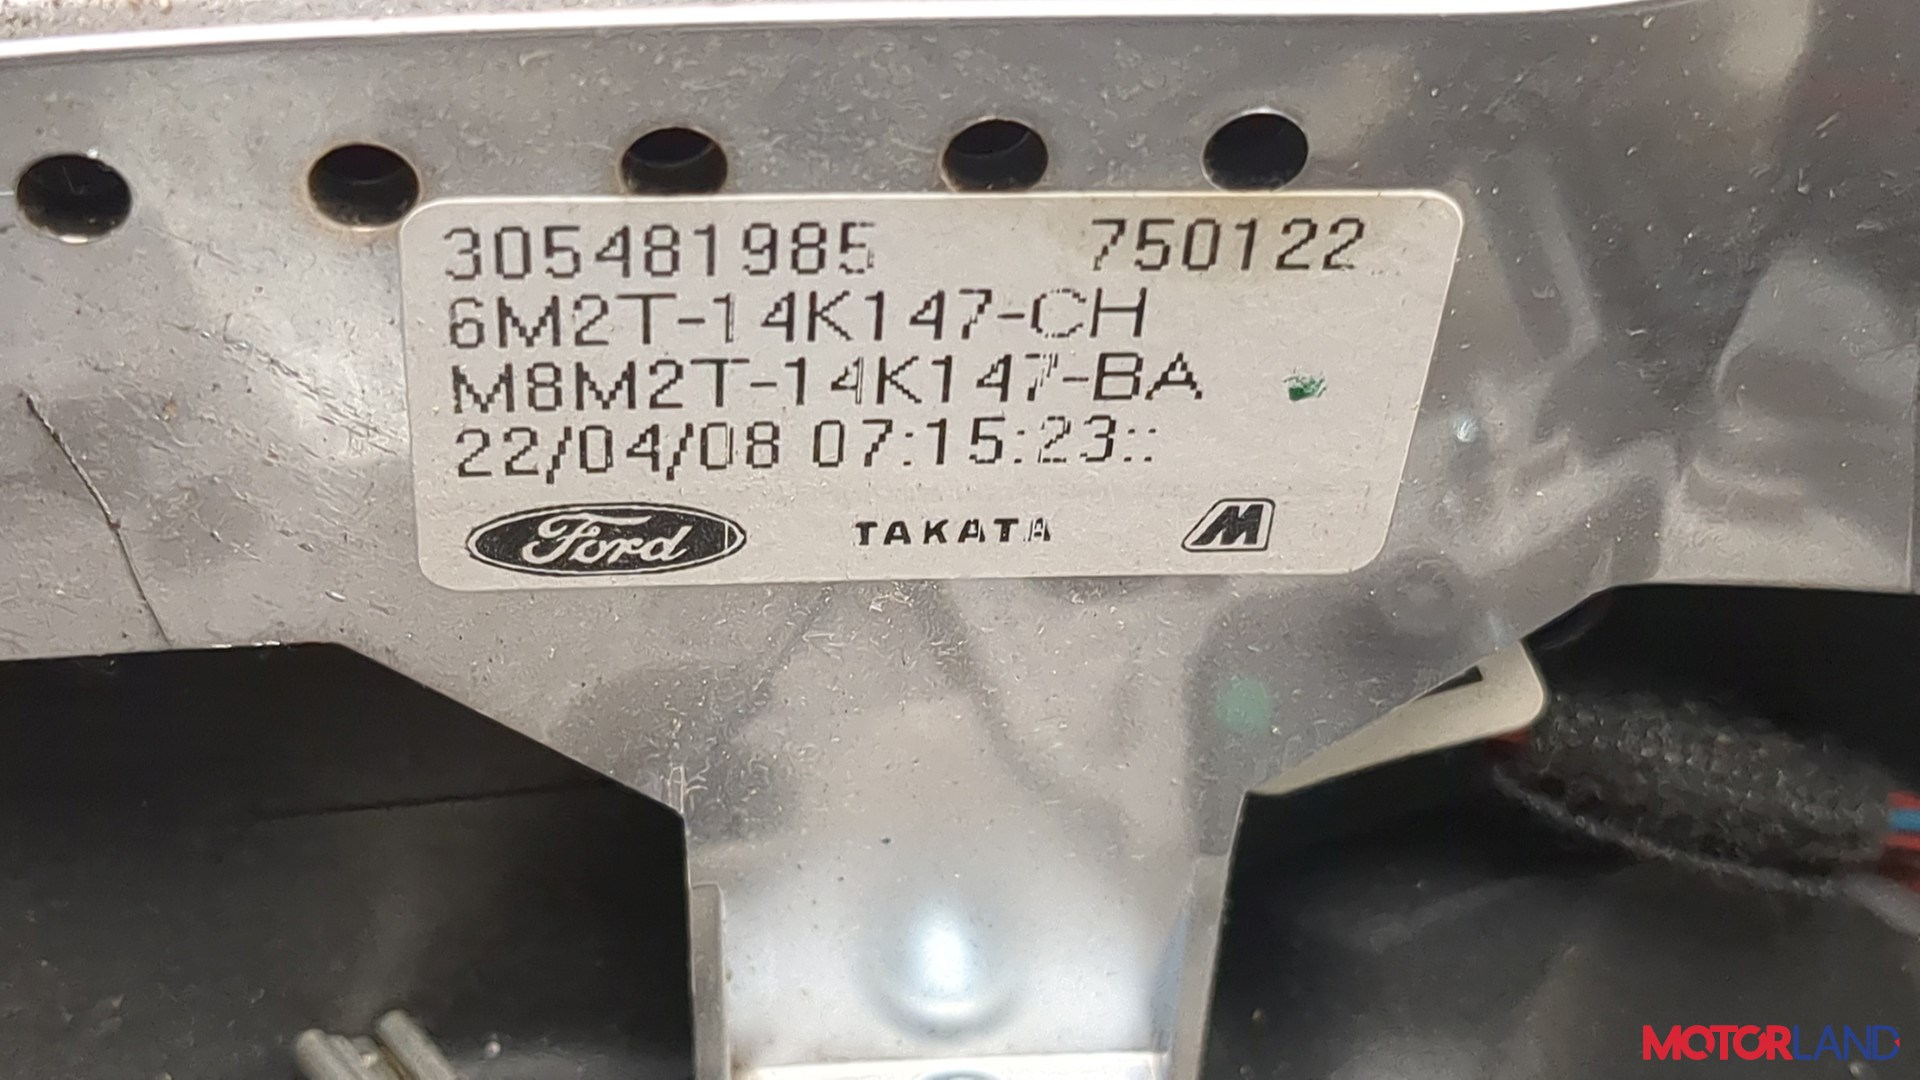 305481985 750122
6M2T-14K147-CH
M8M2T-14K147-BA
22/04/08 07:15:23::
Ford TAKATA M
MOTORLAND